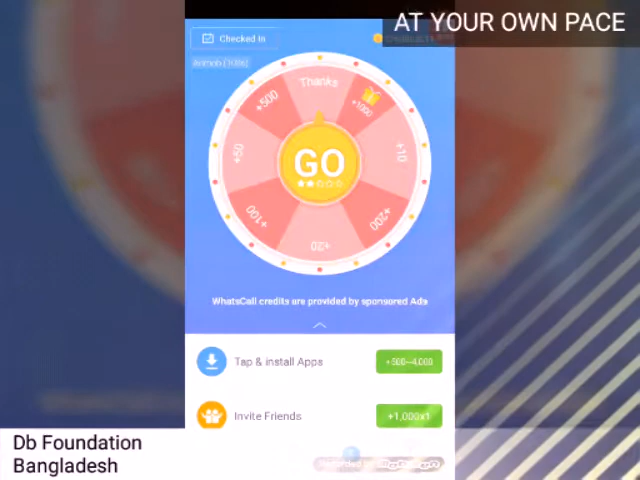 AT YOUR OWN PACE
Checked In
Thanks
+500
+1000
+50
+10
GO
+100
+200
+20
WhatsCall credits are provided by sponsored Ads
Tap & install Apps
+500~4,000
Invite Friends
+1,000x1
Db Foundation
Bangladesh